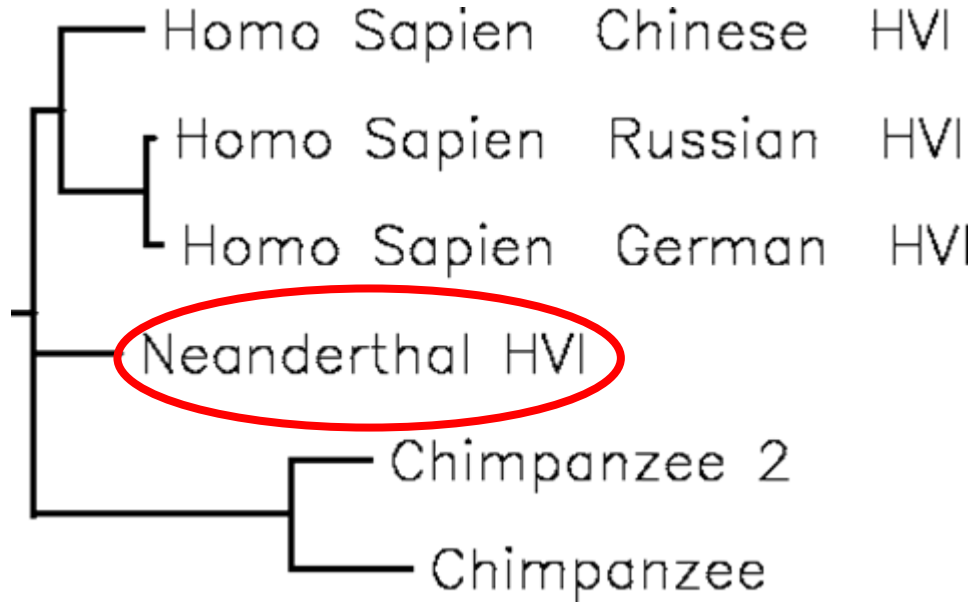 Homo Sapien Chinese HVI
Homo Sapien Russian HVI
Homo Sapien German HVI
Neanderthal HVI
Chimpanzee 2
Chimpanzee